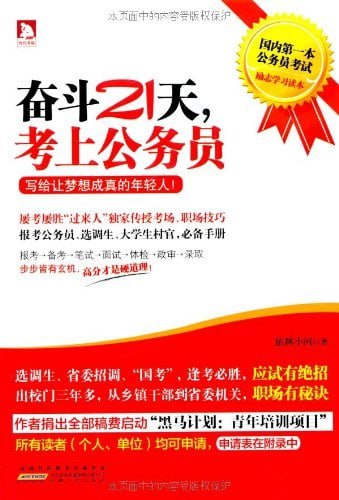 本页面中的内容受版权保护
国内第一本
公务员考试
励志学习读本
奋斗21天,
考上公务员
写给让梦想成真的年轻人!
屡考屡胜“过来人”独家传授考场、职场技巧
报考公务员、选调生、大学生村官,必备手册
报考→备考→笔试→面试→体检→政审→录取
步步皆有玄机,高分才是硬道理!
选调生、省委招调、“国考”,逢考必胜,应试有绝招
出校门三年多,从乡镇干部到省委机关,职场有秘诀
作者捐出全部稿费启动“黑马计划:青年培训项目”
所有读者(个人、单位)均可申请,申请表在附录中
本页面中的内容受版权保护